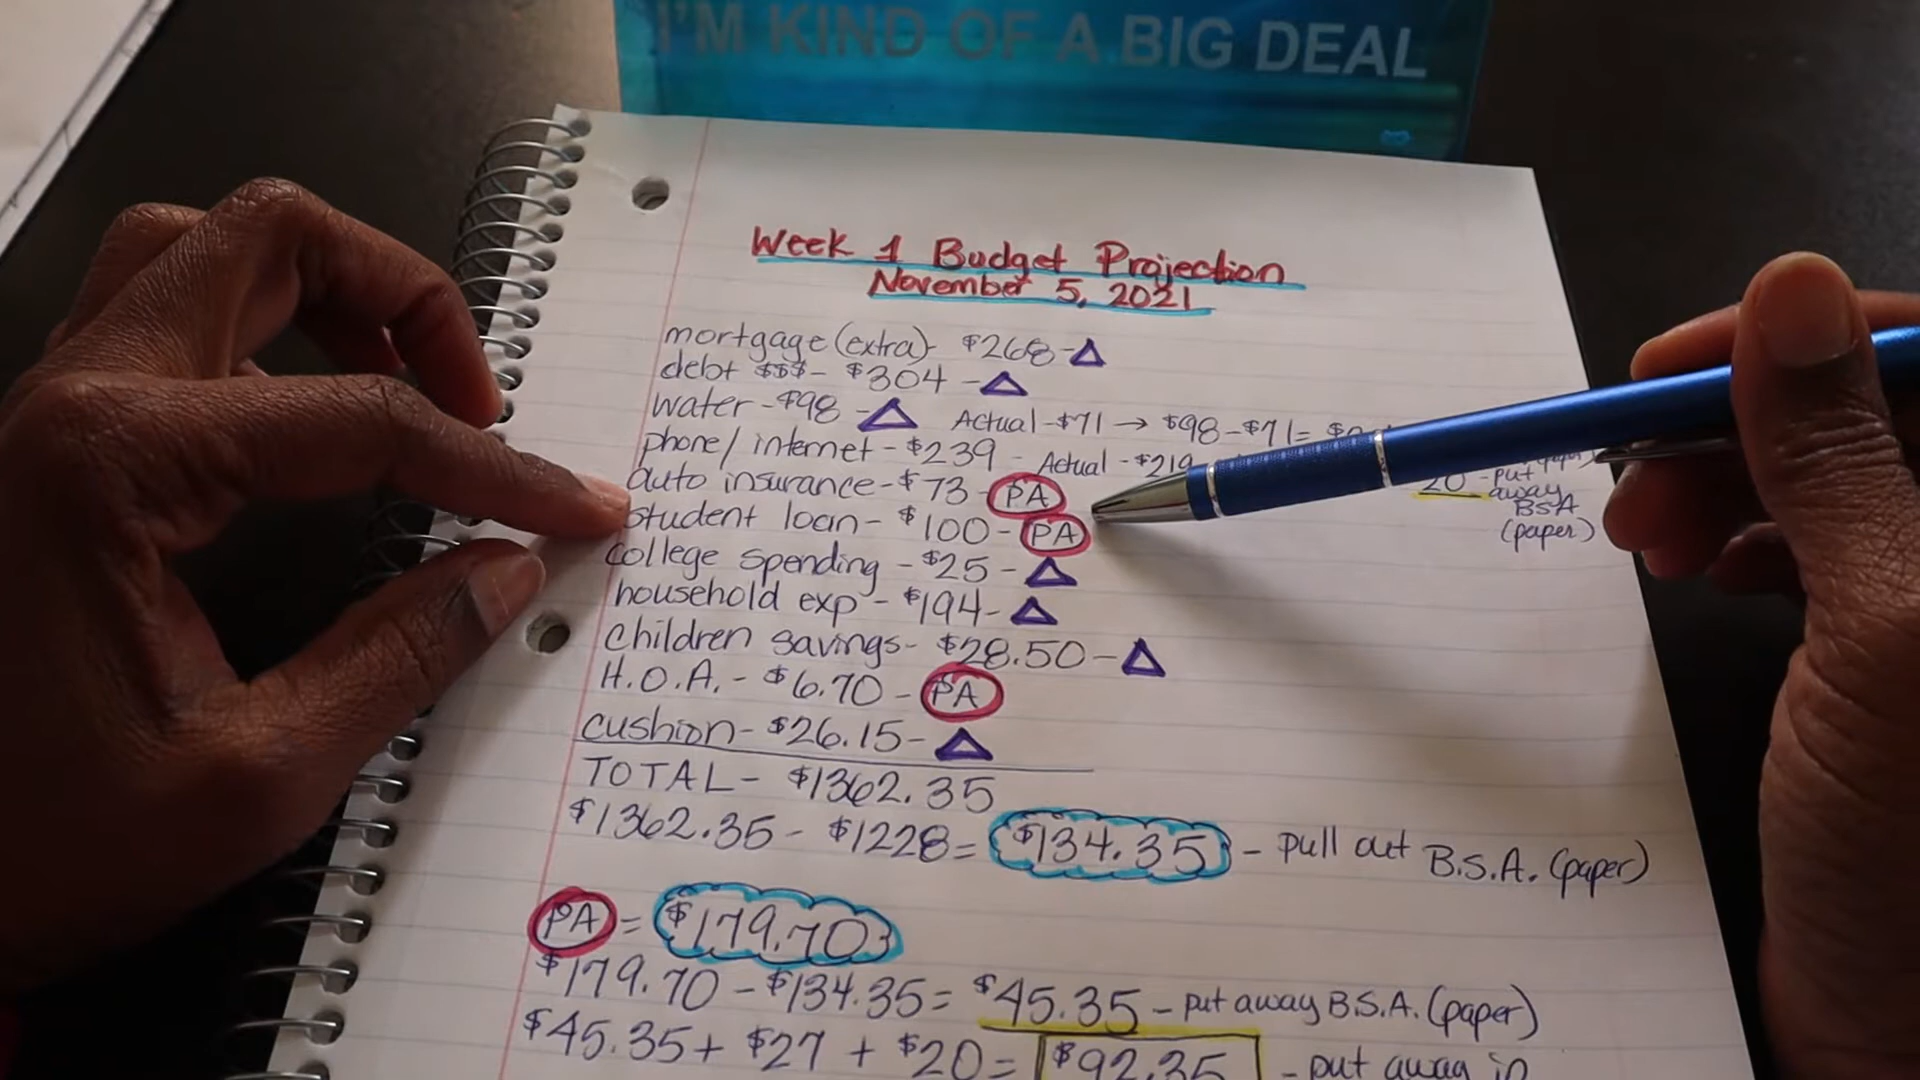 I'M KIND OF A BIG DEAL
Week 1 Budget Projection
November 5, 2021
mortgage (extra) - $268 - △
debt $$$ - $304 - △
water - $98 - △ Actual - $71 → $98 - $71 =
phone/internet - $239 - Actual - $219
20 - put away BSA (paper)
auto insurance - $73 - PA
student loan - $100 - PA
college spending - $25 - △
household exp - $194 - △
children savings - $28.50 - △
H.O.A. - $6.70 - PA
cushion - $26.15 - △
TOTAL - $1362.35
$1362.35 - $1228 = $134.35 - pull out B.S.A. (paper)
PA = $179.70
$179.70 - $134.35 = $45.35 - put away B.S.A. (paper)
$45.35 + $27 + $20 = $92.35 - put away in